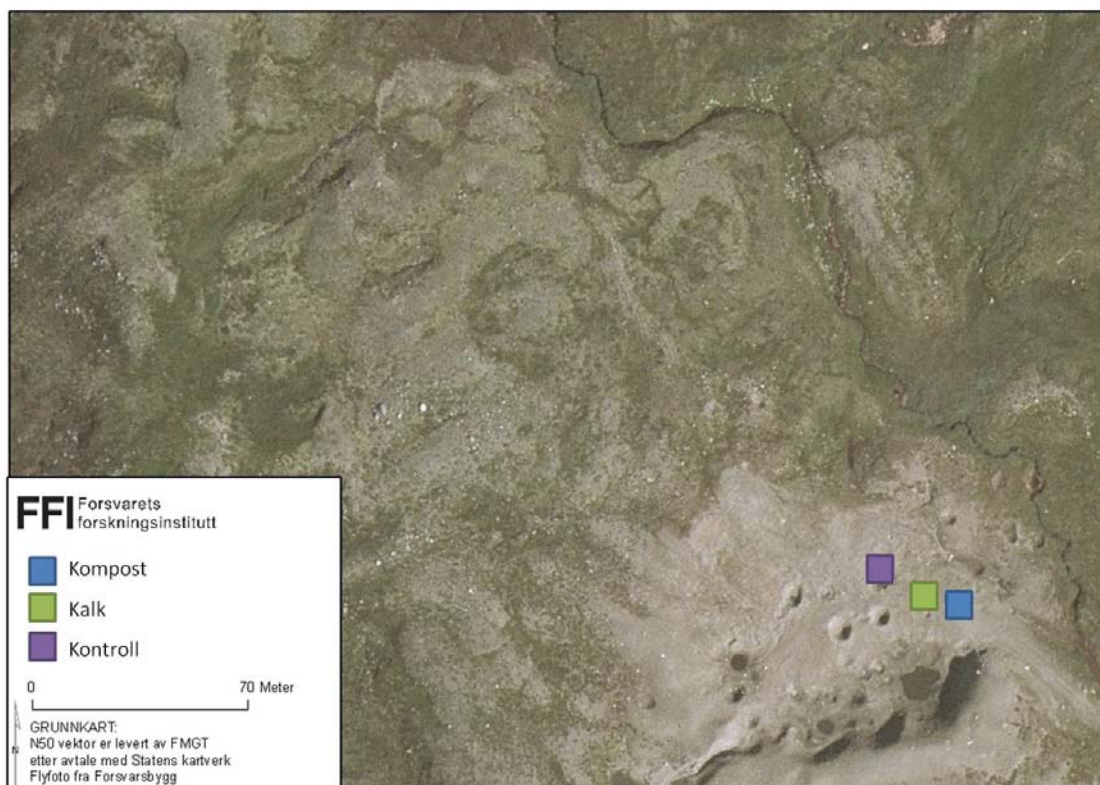 FFI Forsvarets
forskningsinstitutt
Kompost
Kalk
Kontroll
0 70 Meter
N
GRUNNKART:
N50 vektor er levert av FMGT
etter avtale med Statens kartverk
Flyfoto fra Forsvarsbygg